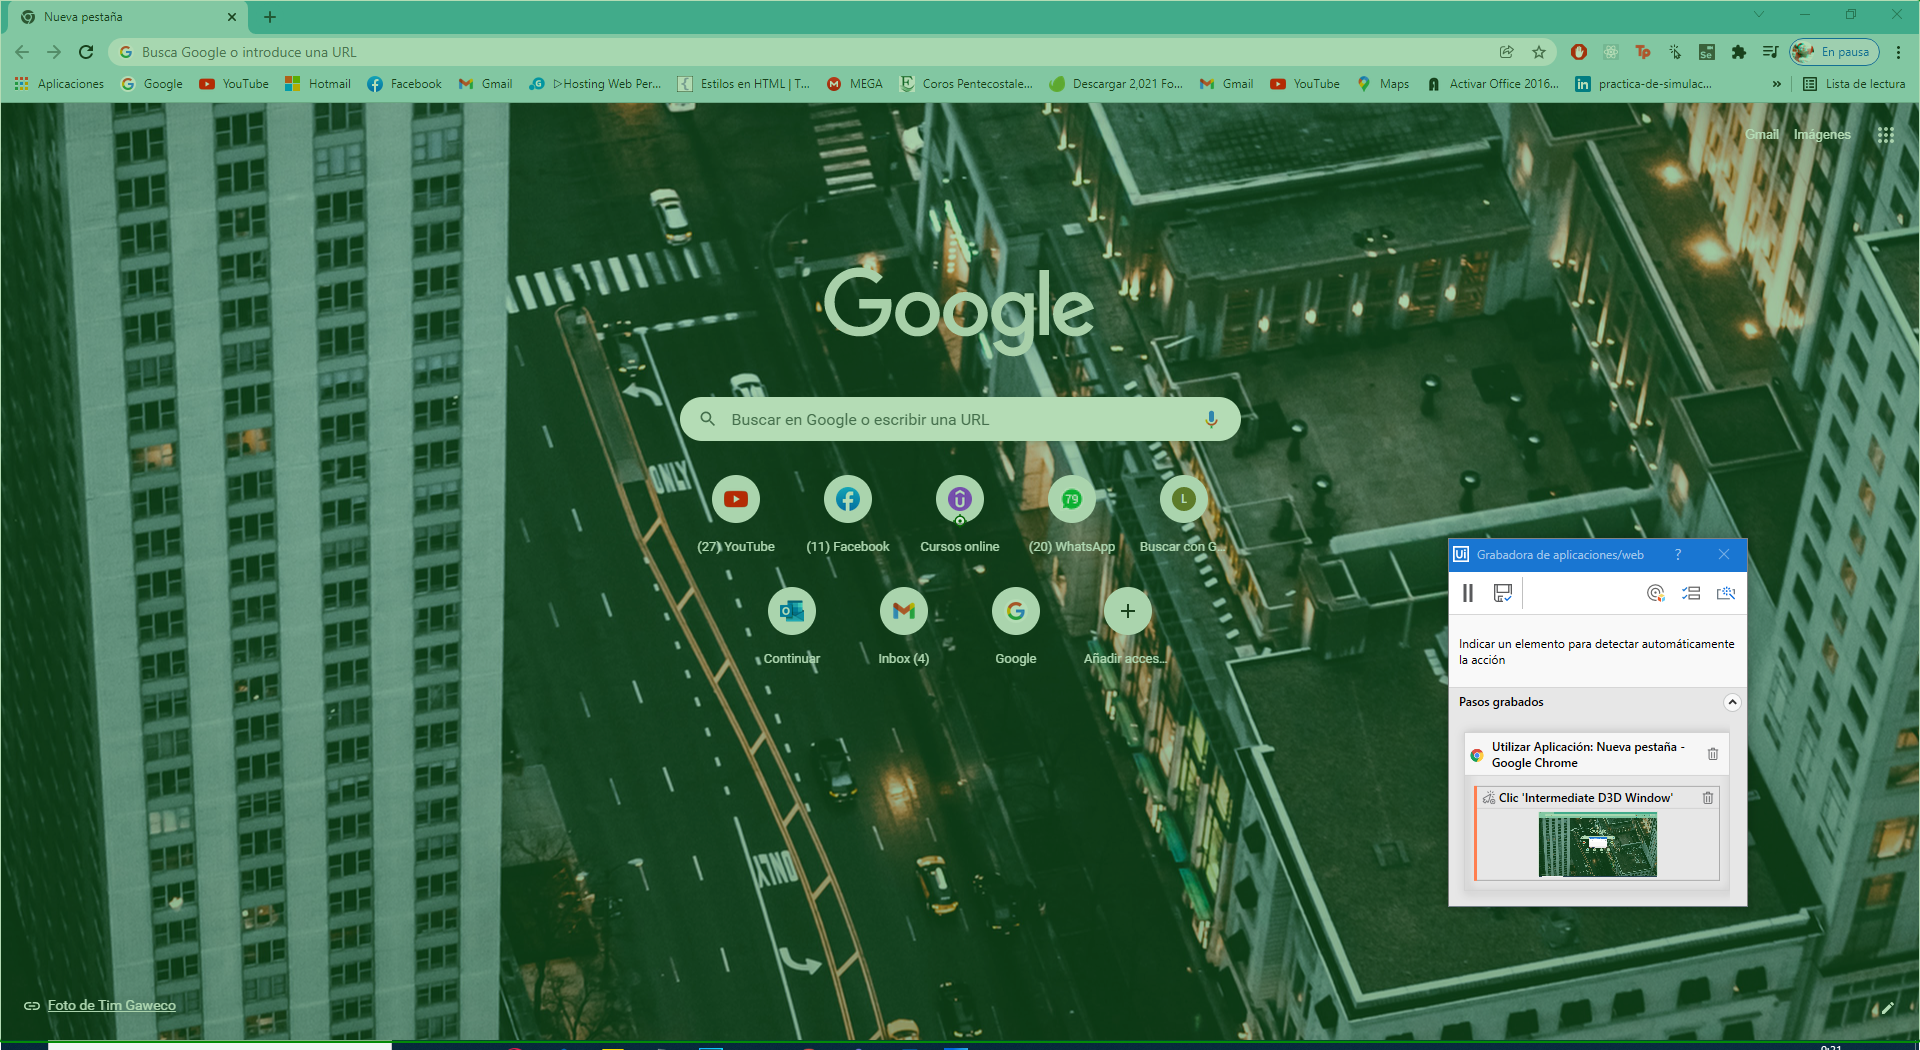 Nueva pestaña
Busca Google o introduce una URL
En pausa
Aplicaciones
Google
YouTube
Hotmail
Facebook
Gmail
▷Hosting Web Per...
Estilos en HTML | T...
MEGA
Coros Pentecostale...
Descargar 2,021 Fo...
Gmail
YouTube
Maps
Activar Office 2016...
practica-de-simulac...
»
Lista de lectura
Gmail
Imágenes
Google
ONLY
ONLY
Buscar en Google o escribir una URL
79
L
(27) YouTube
(11) Facebook
Cursos online
(20) WhatsApp
Buscar con G...
Continuar
Inbox (4)
Google
Añadir acces...
Ui
Grabadora de aplicaciones/web
?
Indicar un elemento para detectar automáticamente
la acción
Pasos grabados
Utilizar Aplicación: Nueva pestaña -
Google Chrome
Clic 'Intermediate D3D Window'
Foto de Tim Gaweco